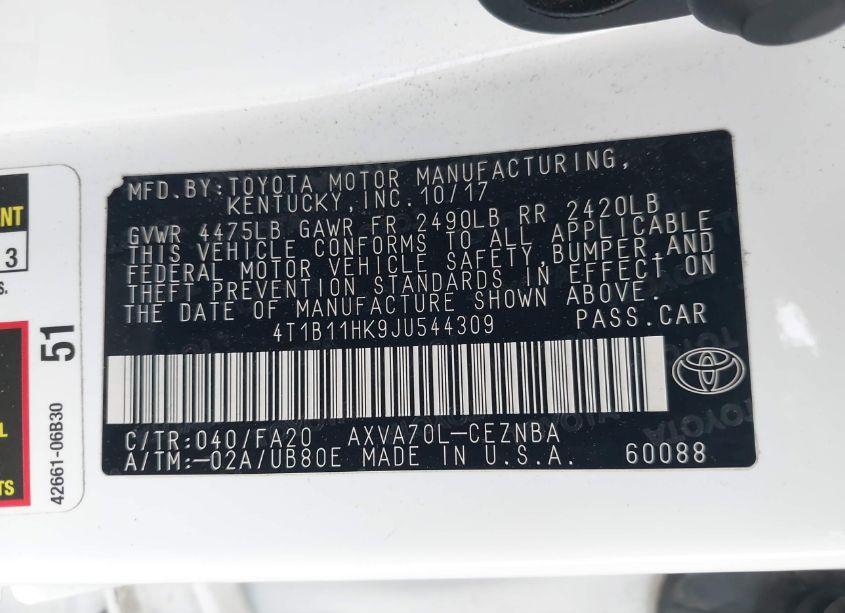 MFD.BY:TOYOTA MOTOR MANUFACTURING,
KENTUCKY,INC.10/17
GVWR 4475LB GAWR FR 2490LB RR 2420LB
THIS VEHICLE CONFORMS TO ALL APPLICABLE
FEDERAL MOTOR VEHICLE SAFETY,BUMPER,AND
THEFT PREVENTION STANDARDS IN EFFECT ON
THE DATE OF MANUFACTURE SHOWN ABOVE.
4T1B11HK9JU544309 PASS.CAR
C/TR:040/FA20 AXVA70L-CEZNBA
A/TM:-02A/UB80E MADE IN U.S.A. 60088
TOYOTA
51
42661-06B30
3